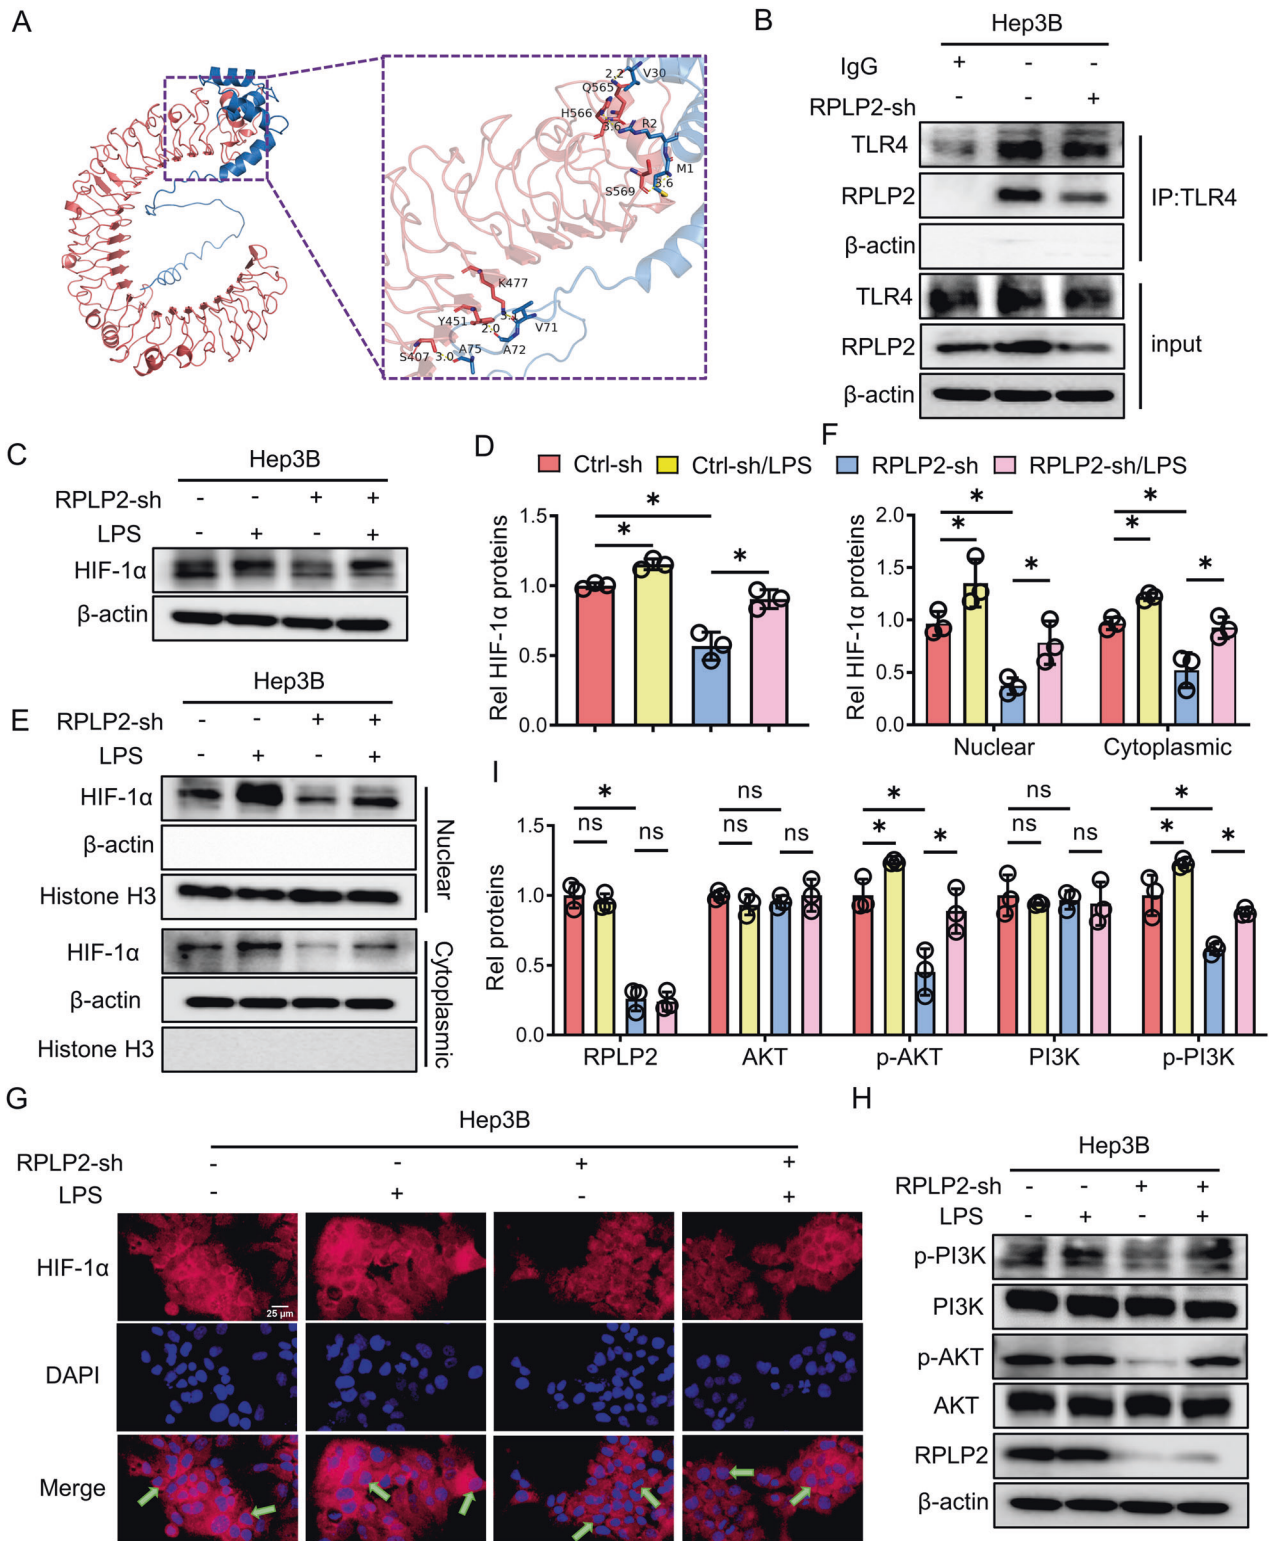 A
2.2
V30
Q565
H566
3.6
R2
M1
S569
3.6
K477
Y451
2.0
V71
S407
3.0
A75
A72
B
Hep3B
IgG + - -
RPLP2-sh - - +
TLR4
RPLP2
β-actin
IP:TLR4
TLR4
RPLP2
β-actin
input
C
Hep3B
RPLP2-sh - - + +
LPS - + - +
HIF-1α
β-actin
D
Ctrl-sh Ctrl-sh/LPS RPLP2-sh RPLP2-sh/LPS
Rel HIF-1α proteins
1.5
1.0
0.5
0.0
* * *
F
Rel HIF-1α proteins
2.0
1.5
1.0
0.5
0.0
* * * * * *
Nuclear Cytoplasmic
E
Hep3B
RPLP2-sh - - + +
LPS - + - +
HIF-1α
β-actin
Histone H3
Nuclear
HIF-1α
β-actin
Histone H3
Cytoplasmic
I
Rel proteins
1.5
1.0
0.5
0.0
* ns ns
ns ns ns
* * *
ns ns ns
* * *
RPLP2 AKT p-AKT PI3K p-PI3K
G
Hep3B
RPLP2-sh - - + +
LPS - + - +
HIF-1α
25 μm
DAPI
Merge
H
Hep3B
RPLP2-sh - - + +
LPS - + - +
p-PI3K
PI3K
p-AKT
AKT
RPLP2
β-actin